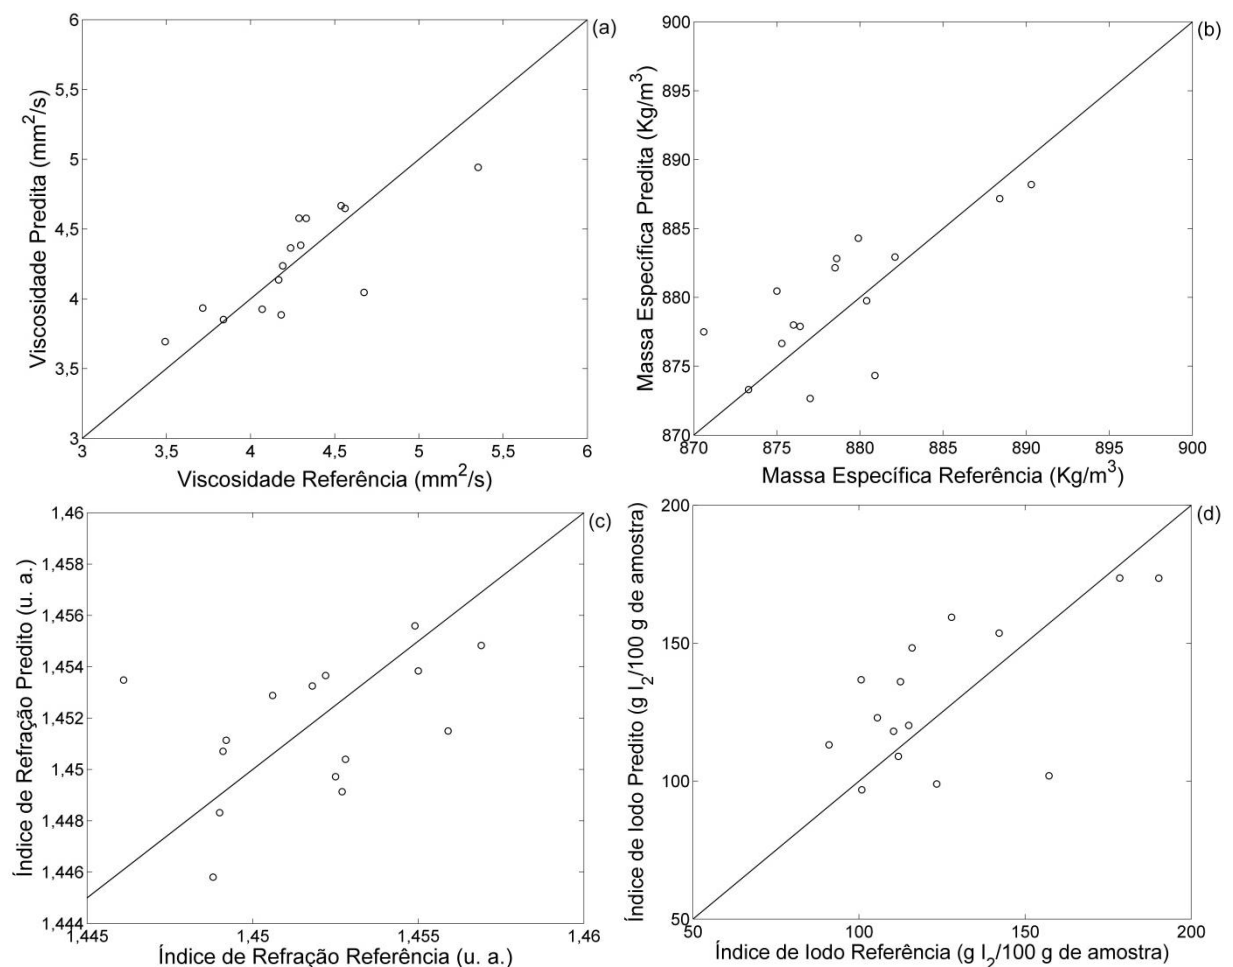 (a)
6
5,5
5
4,5
4
3,5
3
3 3,5 4 4,5 5 5,5 6
Viscosidade Predita (mm2/s)
Viscosidade Referência (mm2/s)
(b)
900
895
890
885
880
875
870
870 875 880 885 890 895 900
Massa Específica Predita (Kg/m3)
Massa Específica Referência (Kg/m3)
(c)
1,46
1,458
1,456
1,454
1,452
1,45
1,448
1,446
1,444
1,445 1,45 1,455 1,46
Índice de Refração Predito (u. a.)
Índice de Refração Referência (u. a.)
(d)
200
150
100
50
50 100 150 200
Índice de Iodo Predito (g I2/100 g de amostra)
Índice de Iodo Referência (g I2/100 g de amostra)